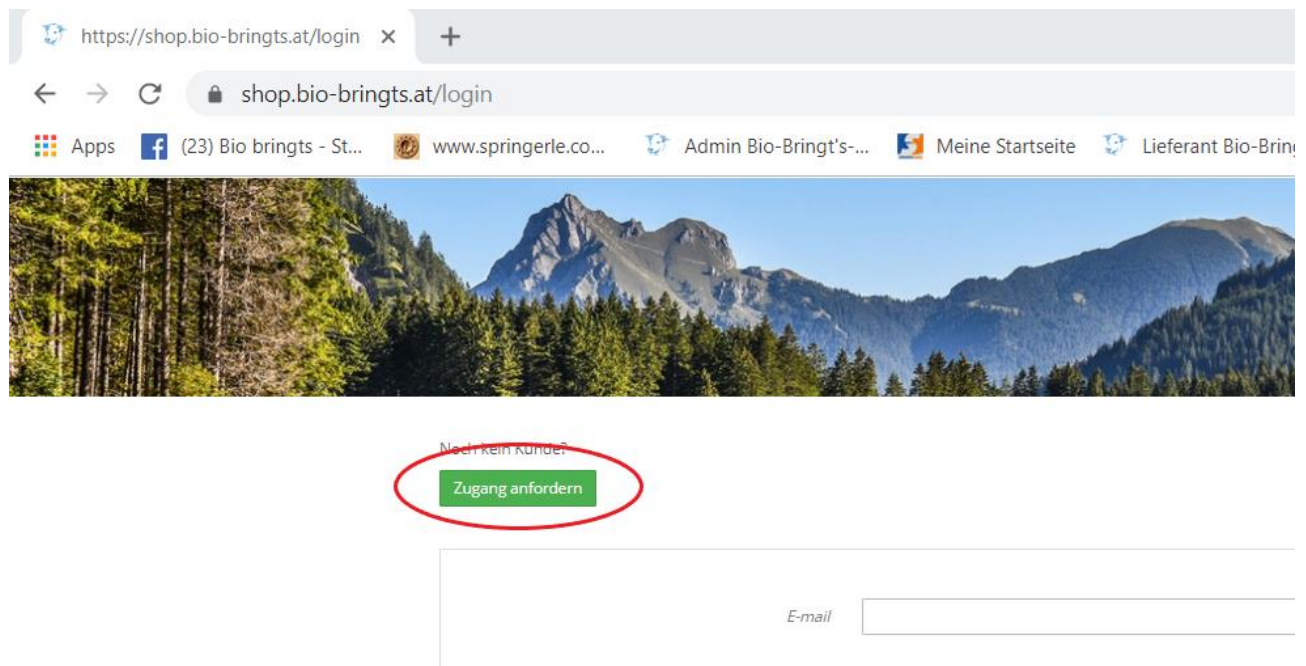 https://shop.bio-bringts.at/login
shop.bio-bringts.at/login
Apps (23) Bio bringts - St... www.springerle.co... Admin Bio-Bringt's-... Meine Startseite Lieferant Bio-Bring
Noch kein Kunde?
Zugang anfordern
E-mail